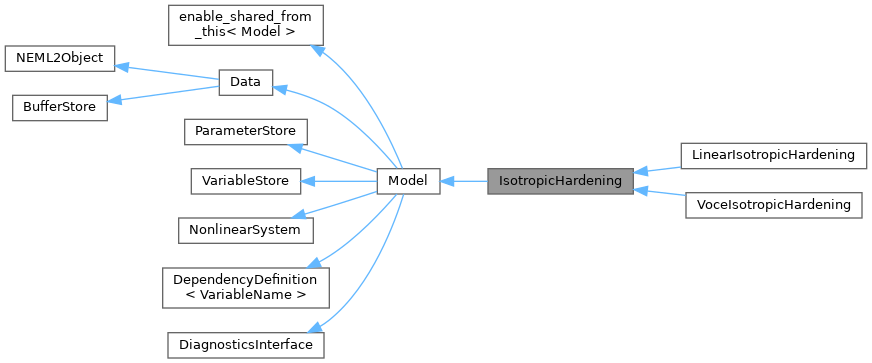 enable_shared_from
_this< Model >
NEML2Object
Data
BufferStore
ParameterStore
LinearIsotropicHardening
VariableStore
Model
IsotropicHardening
VoceIsotropicHardening
NonlinearSystem
DependencyDefinition
< VariableName >
DiagnosticsInterface